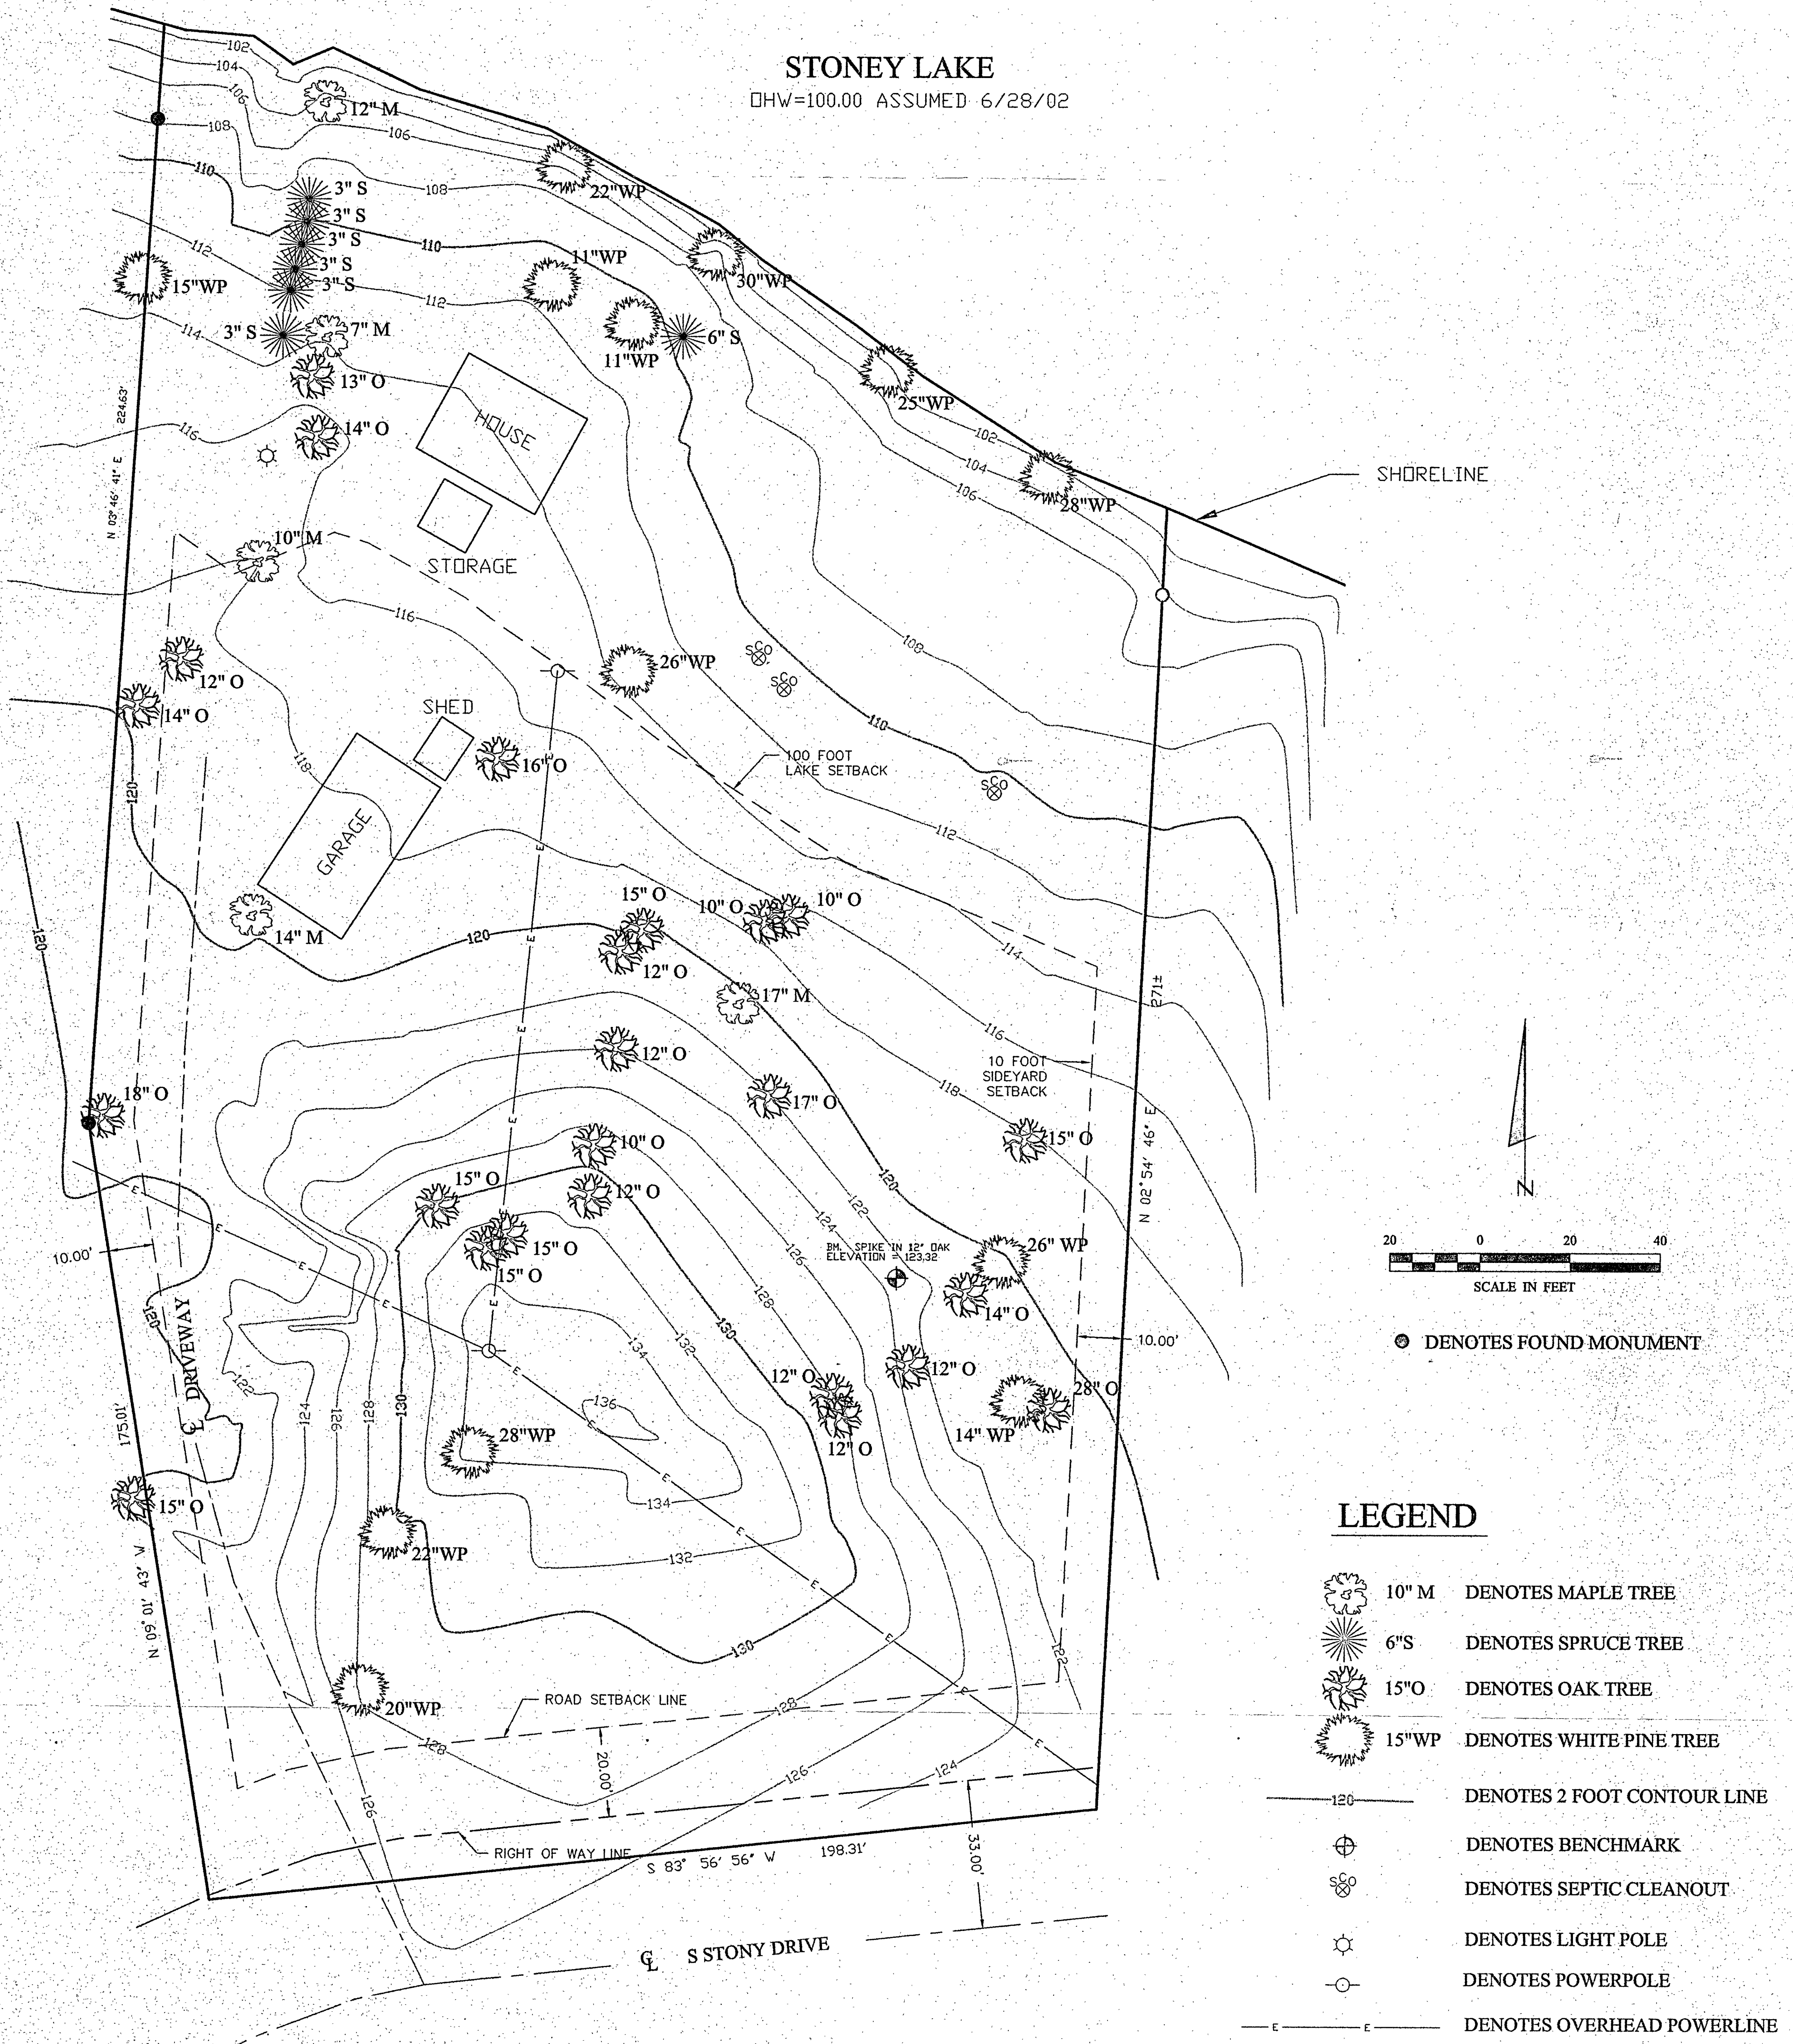 STONEY LAKE
OHW=100.00 ASSUMED 6/28/02
102
104
106
108
12" M
106
110
108
22"WP
3" S
3" S
3" S
3" S
3" S
112
110
11"WP
30"WP
15"WP
112
114
3" S
7" M
11"WP
6" S
13" O
25"WP
224.63'
N 03° 46' 41" E
116
14" O
HOUSE
102
104
106
28"WP
SHORELINE
10" M
STORAGE
116
108
SCO
26"WP
SCO
12" O
14" O
SHED
110
118
16" O
100 FOOT
LAKE SETBACK
SCO
120
GARAGE
112
120
15" O
10" O
10" O
14" M
120
12" O
114
17" M
271±
116
12" O
10 FOOT
SIDEYARD
SETBACK
118
17" O
18" O
15" O
N 02° 54' 46" E
10" O
120
15" O
12" O
122
124
126
15" O
15" O
BM. SPIKE IN 12" OAK
ELEVATION = 123.32
26" WP
14" O
10.00'
128
120
℄ DRIVEWAY
130
132
134
10.00'
12" O
12" O
28" O
122
124
126
128
130
136
14" WP
12" O
28"WP
175.01'
134
15" O
22"WP
132
N 09° 01' 43" W
130
122
20"WP
ROAD SETBACK LINE
128
128
20.00'
126
124
126
RIGHT OF WAY LINE
S 83° 56' 56" W 198.31'
33.00'
℄ S STONY DRIVE
N
20 0 20 40
SCALE IN FEET
DENOTES FOUND MONUMENT
LEGEND
10" M DENOTES MAPLE TREE
6"S DENOTES SPRUCE TREE
15"O DENOTES OAK TREE
15"WP DENOTES WHITE PINE TREE
120 DENOTES 2 FOOT CONTOUR LINE
DENOTES BENCHMARK
SCO DENOTES SEPTIC CLEANOUT
DENOTES LIGHT POLE
DENOTES POWERPOLE
E E DENOTES OVERHEAD POWERLINE